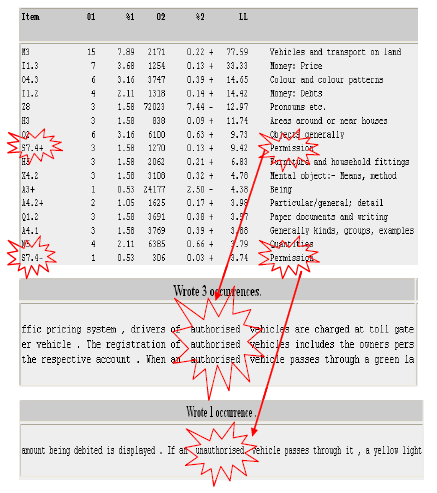 Item O1 %1 O2 %2 LL
M3 15 7.89 2171 0.22 + 77.59 Vehicles and transport on land
I1.3 7 3.68 1254 0.13 + 33.33 Money: Price
O4.3 6 3.16 3747 0.39 + 14.65 Colour and colour patterns
I1.2 4 2.11 1318 0.14 + 14.42 Money: Debts
Z8 3 1.58 72023 7.44 - 12.97 Pronouns etc.
H3 3 1.58 838 0.09 + 11.74 Areas around or near houses
O2 6 3.16 6100 0.63 + 9.73 Objects generally
S7.4+ 3 1.58 1270 0.13 + 9.42 Permission
3 1.58 2062 0.21 + 6.83 Furniture and household fittings
X4.2 3 1.58 3108 0.32 + 4.78 Mental object:- Means, method
A3+ 1 0.53 24177 2.50 - 4.38 Being
A4.2+ 2 1.05 1625 0.17 + 3.98 Particular/general; detail
Q1.2 3 1.58 3691 0.38 + Paper documents and writing
A4.1 3 1.58 3769 0.39 + Generally kinds, groups, examples
4 2.11 6385 0.66 + Quantities
S7.4- 1 0.53 306 0.03 + 3.74 Permission
Wrote 3 occurrences.
ffic pricing system , drivers of authorised vehicles are charged at toll gate
er vehicle . The registration of authorised vehicles includes the owners pers
the respective account . When an authorised vehicle passes through a green la
Wrote 1 occurrence .
amount being debited is displayed . If an unauthorised vehicle passes through it , a yellow light